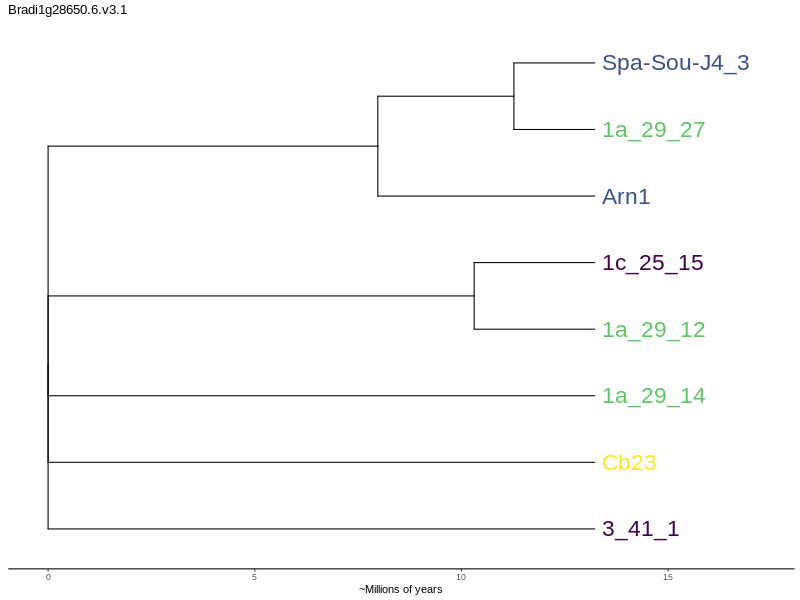 Bradi1g28650.6.v3.1
Spa-Sou-J4_3
1a_29_27
Arn1
1c_25_15
1a_29_12
1a_29_14
Cb23
3_41_1
0 5 10 15
~Millions of years